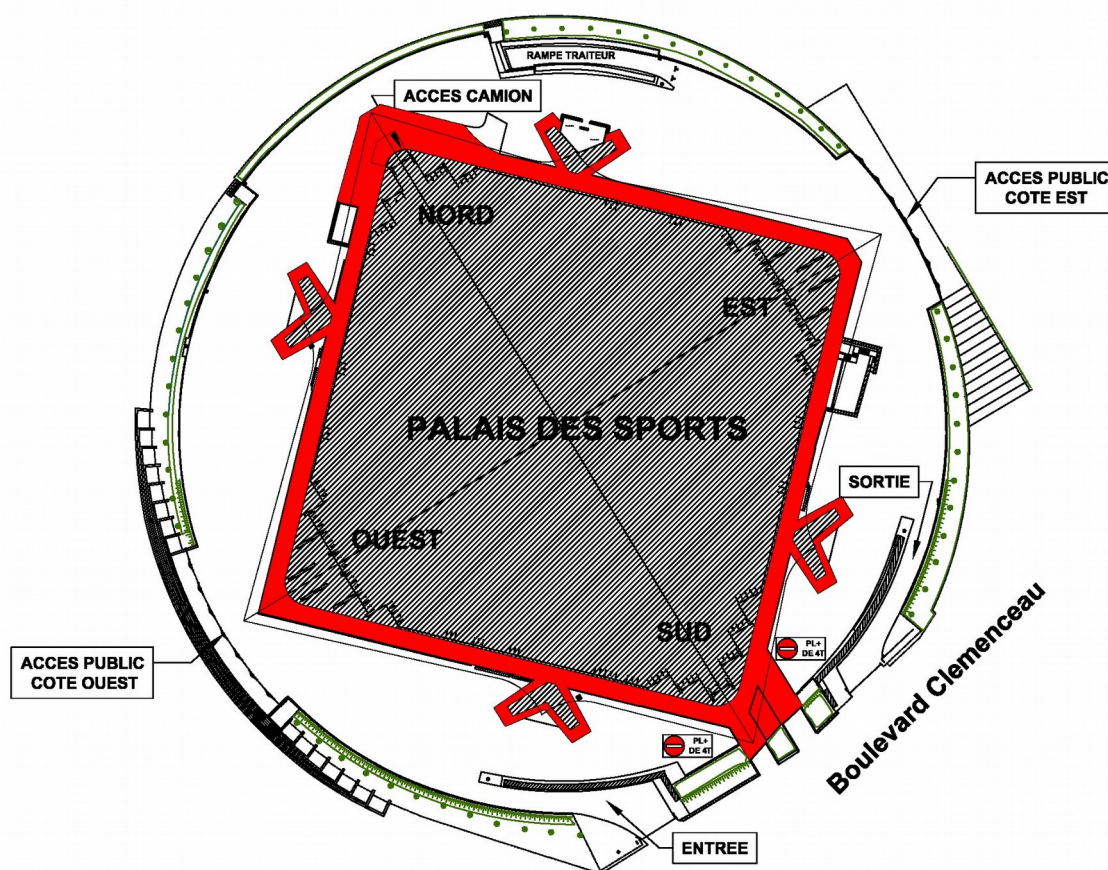 RAMPE TRAITEUR
ACCES CAMION
ACCES PUBLIC
COTE EST
NORD
EST
PALAIS DES SPORTS
SORTIE
OUEST
SUD
PL+
DE 4T
ACCES PUBLIC
COTE OUEST
PL+
DE 4T
Boulevard Clemenceau
ENTREE